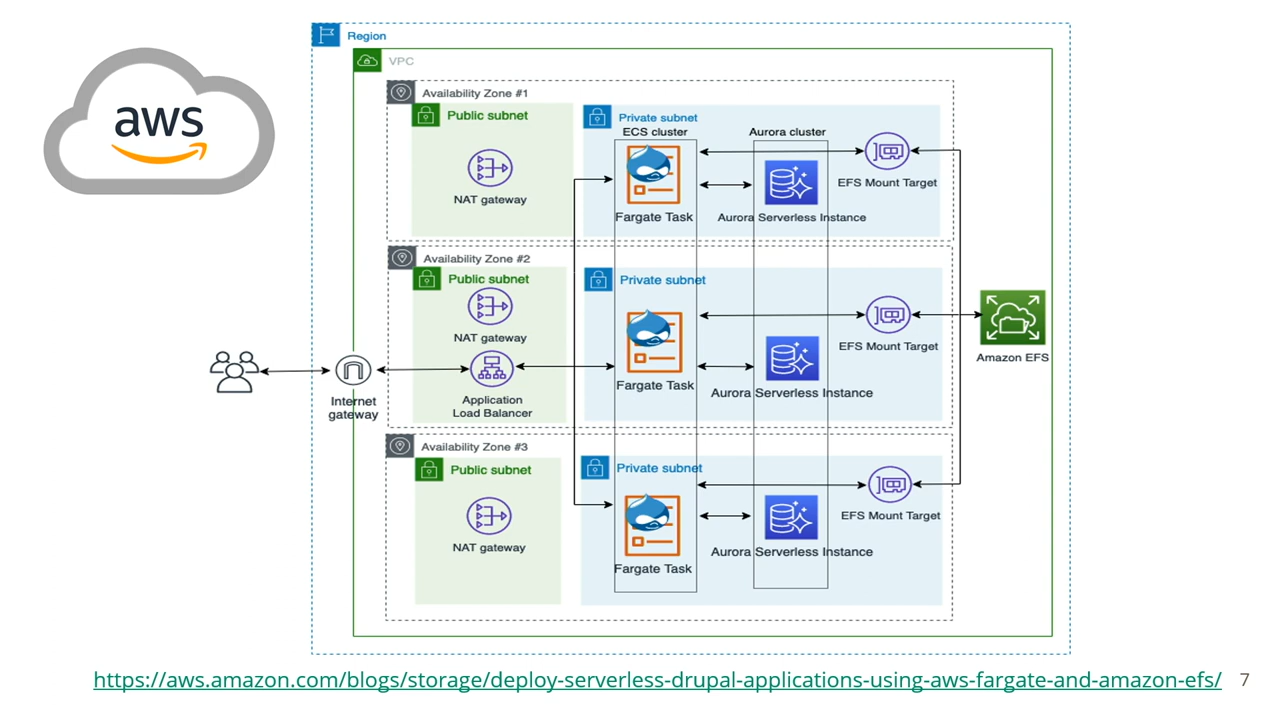 aws
Region
VPC
Availability Zone #1
Public subnet
NAT gateway
Private subnet
ECS cluster
Aurora cluster
Fargate Task
Aurora Serverless Instance
EFS Mount Target
Availability Zone #2
Public subnet
NAT gateway
Application
Load Balancer
Private subnet
Fargate Task
Aurora Serverless Instance
EFS Mount Target
Amazon EFS
Internet
gateway
Availability Zone #3
Public subnet
NAT gateway
Private subnet
Fargate Task
Aurora Serverless Instance
EFS Mount Target
https://aws.amazon.com/blogs/storage/deploy-serverless-drupal-applications-using-aws-fargate-and-amazon-efs/
7